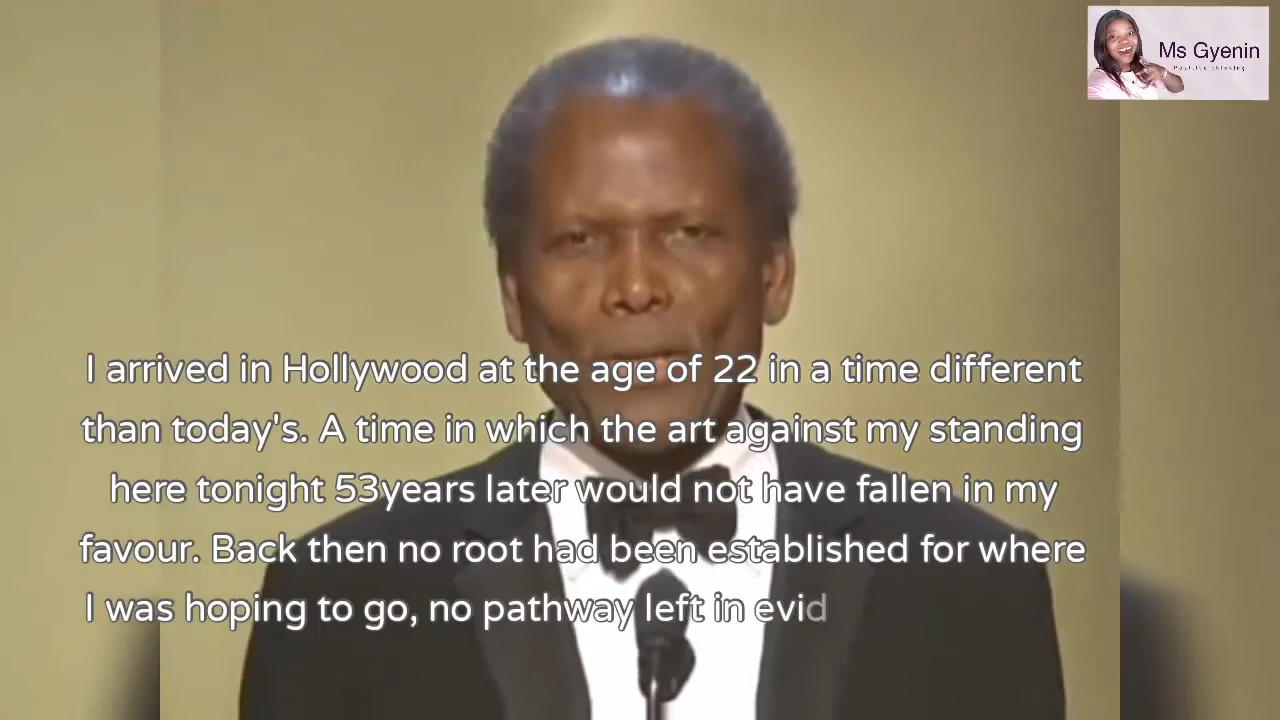 Ms Gyenin
Positive thinking
I arrived in Hollywood at the age of 22 in a time different
than today's. A time in which the art against my standing
here tonight 53years later would not have fallen in my
favour. Back then no root had been established for where
I was hoping to go, no pathway left in evid